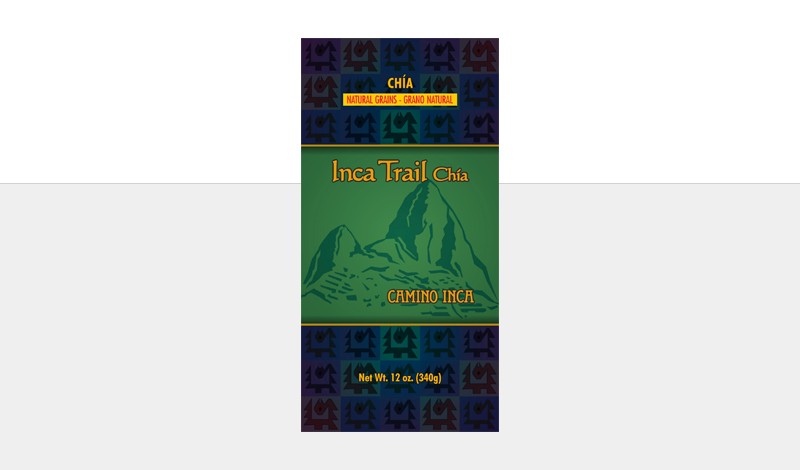 CHÍA
NATURAL GRAINS - GRANO NATURAL
Inca Trail Chía
CAMINO INCA
Net Wt. 12 oz. (340g)